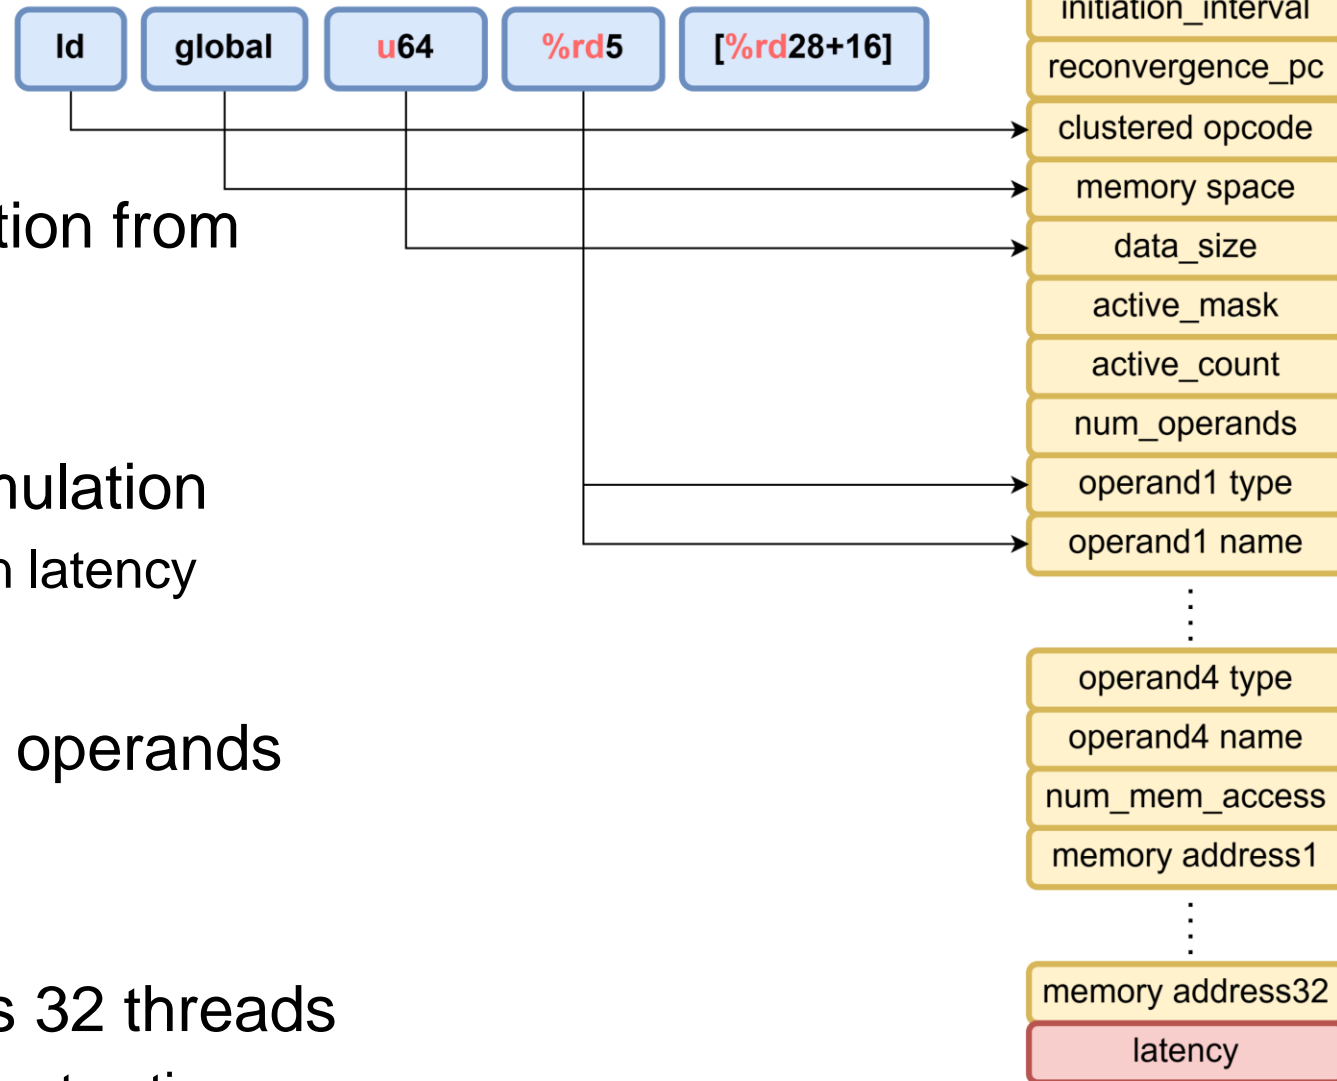 ld global u64 %rd5 [%rd28+16]
tion from
nulation
n latency
operands
s 32 threads
initiation_interval
reconvergence_pc
clustered opcode
memory space
data_size
active_mask
active_count
num_operands
operand1 type
operand1 name
operand4 type
operand4 name
num_mem_access
memory address1
memory address32
latency